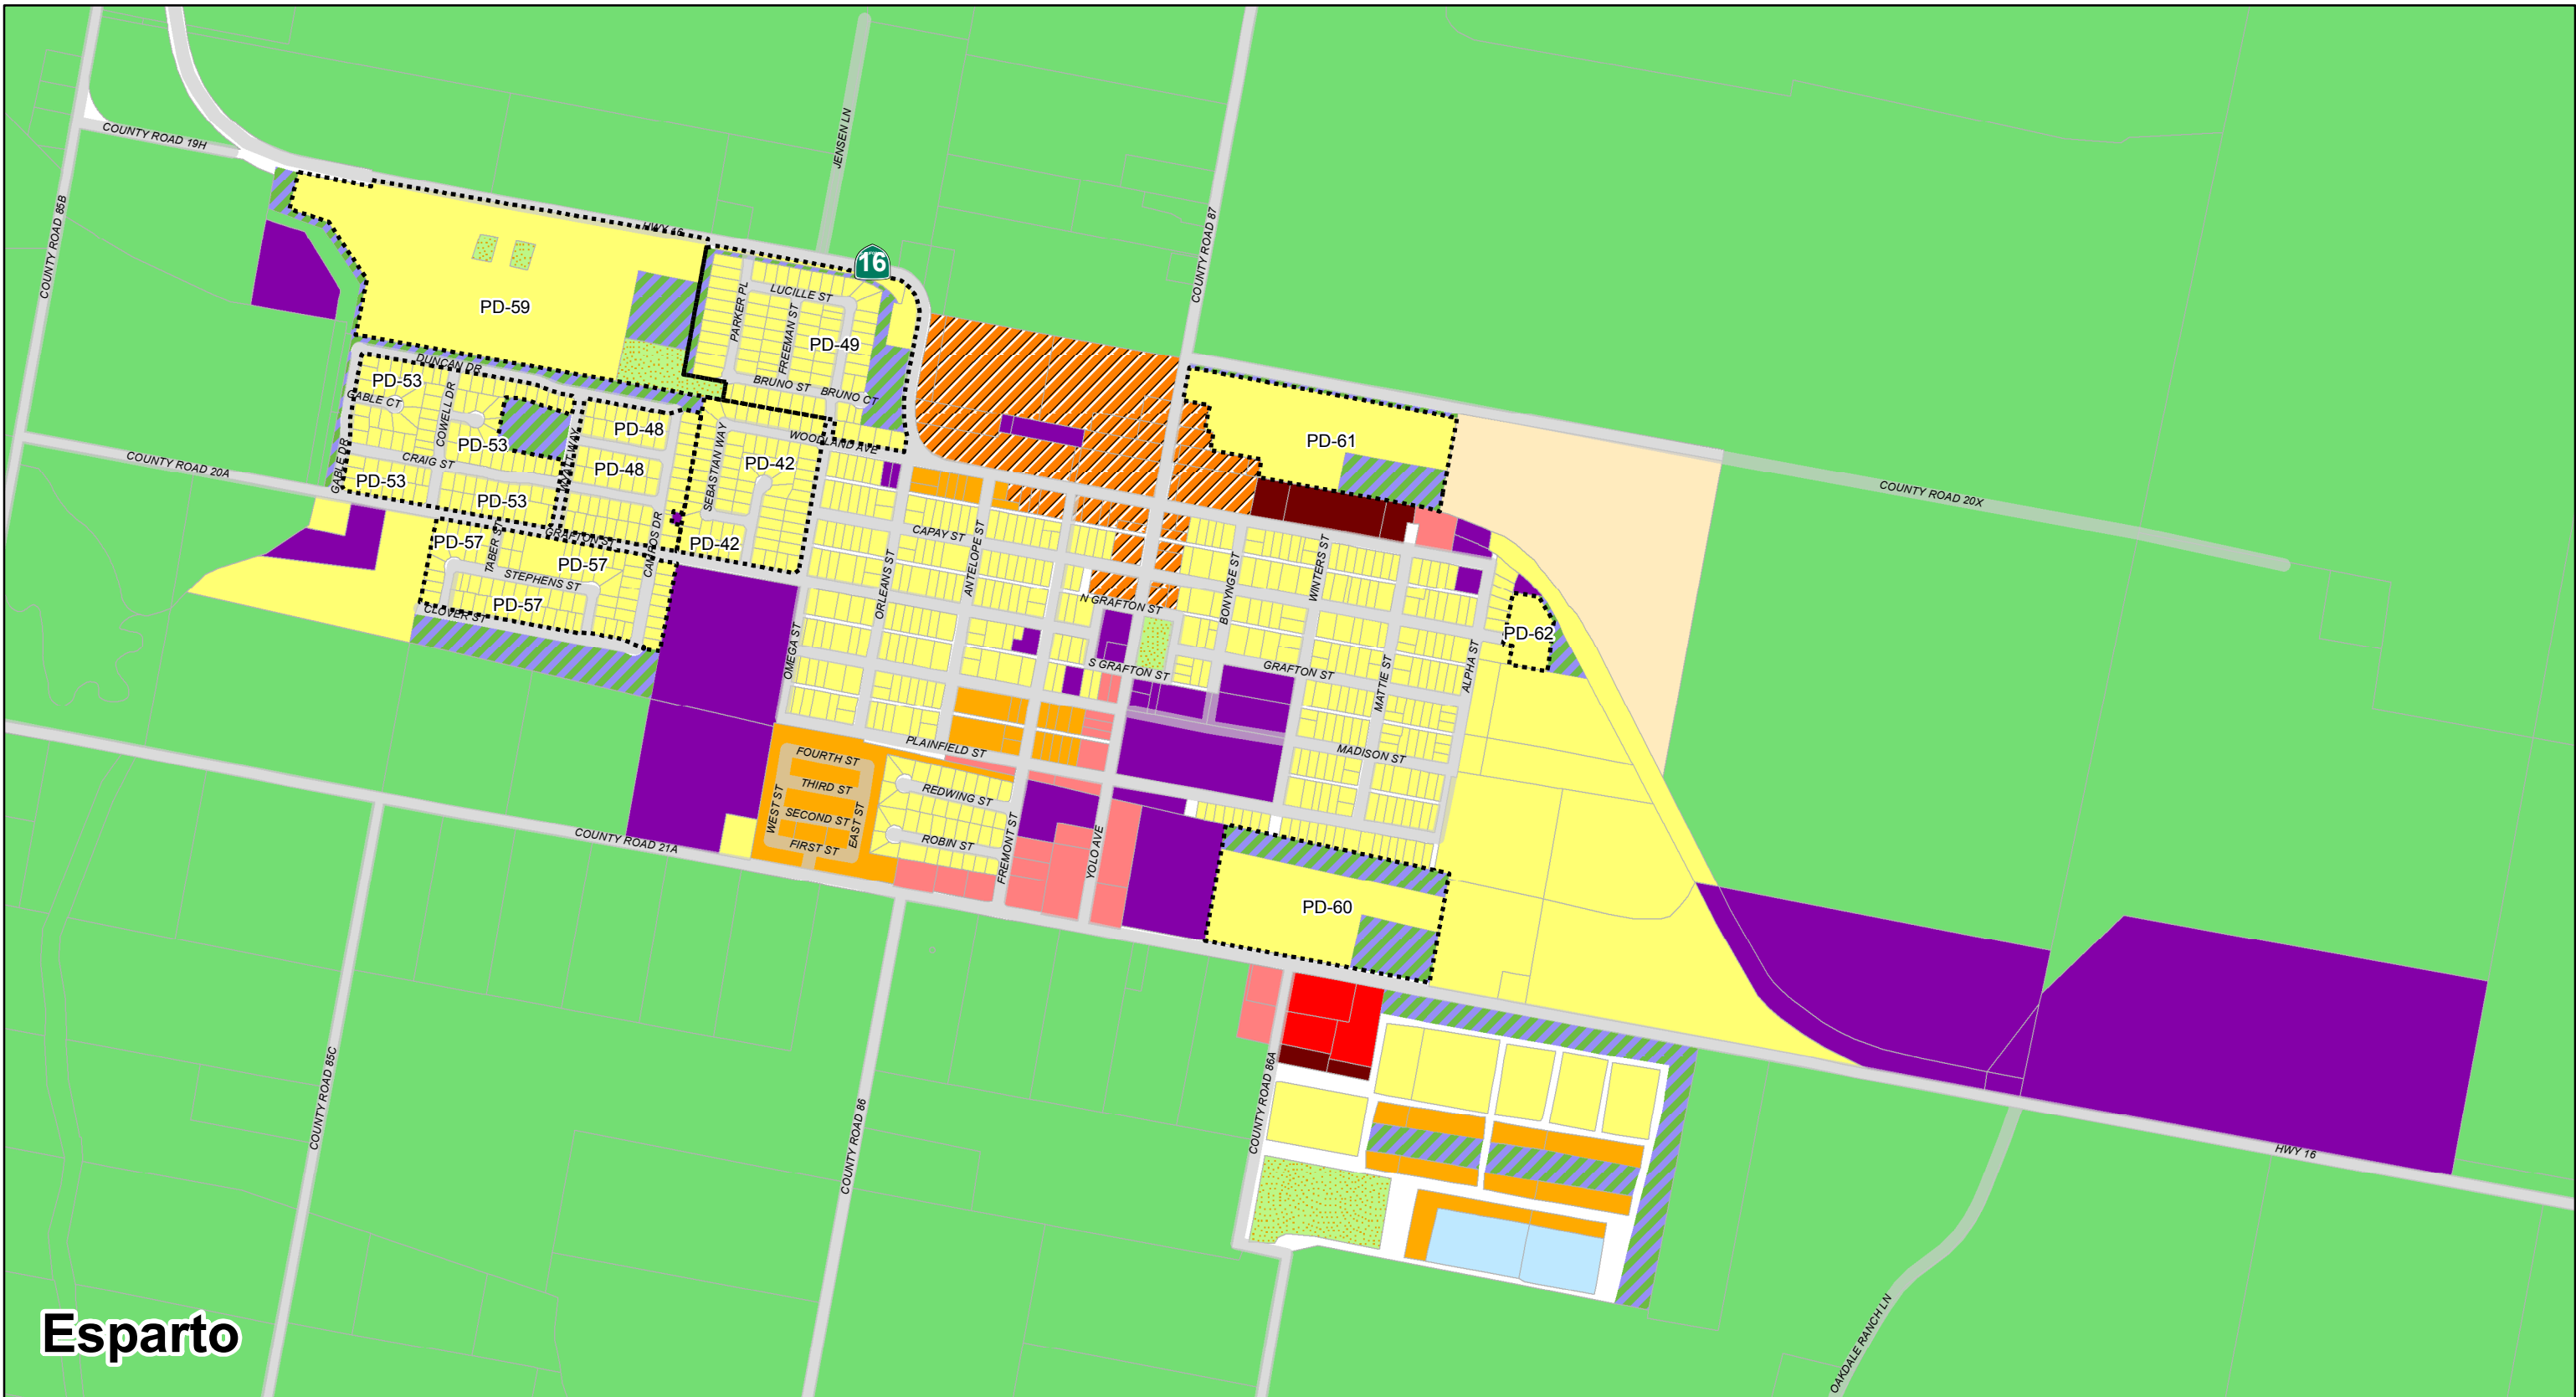 COUNTY ROAD 19H
JENSEN LN
COUNTY ROAD 85B
COUNTY ROAD 87
HWY 16
16
PD-59
LUCILLE ST
PARKER PL
FREEMAN ST
PD-49
BRUNO ST
BRUNO CT
DUNCAN DR
PD-53
GABLE CT
COWELL DR
PD-53
PD-48
WOODLAND AVE
PD-61
COUNTY ROAD 20A
GABLE DR
CRAIG ST
WYATT WAY
PD-48
SEBASTIAN WAY
PD-42
PD-53
PD-53
COUNTY ROAD 20X
PD-57
TABER ST
GRAFTON ST
CAMPOS DR
PD-42
CAPAY ST
ORLEANS ST
ANTELOPE ST
BONYNGE ST
WINTERS ST
PD-57
STEPHENS ST
PD-57
CLOVER ST
N GRAFTON ST
PD-62
OMEGA ST
S GRAFTON ST
GRAFTON ST
MATTIE ST
ALPHA ST
PLAINFIELD ST
MADISON ST
FOURTH ST
THIRD ST
SECOND ST
FIRST ST
WEST ST
EAST ST
REDWING ST
ROBIN ST
FREMONT ST
YOLO AVE
COUNTY ROAD 21A
PD-60
COUNTY ROAD 85C
COUNTY ROAD 86
COUNTY ROAD 86A
HWY 16
OAKDALE RANCH LN
Esparto